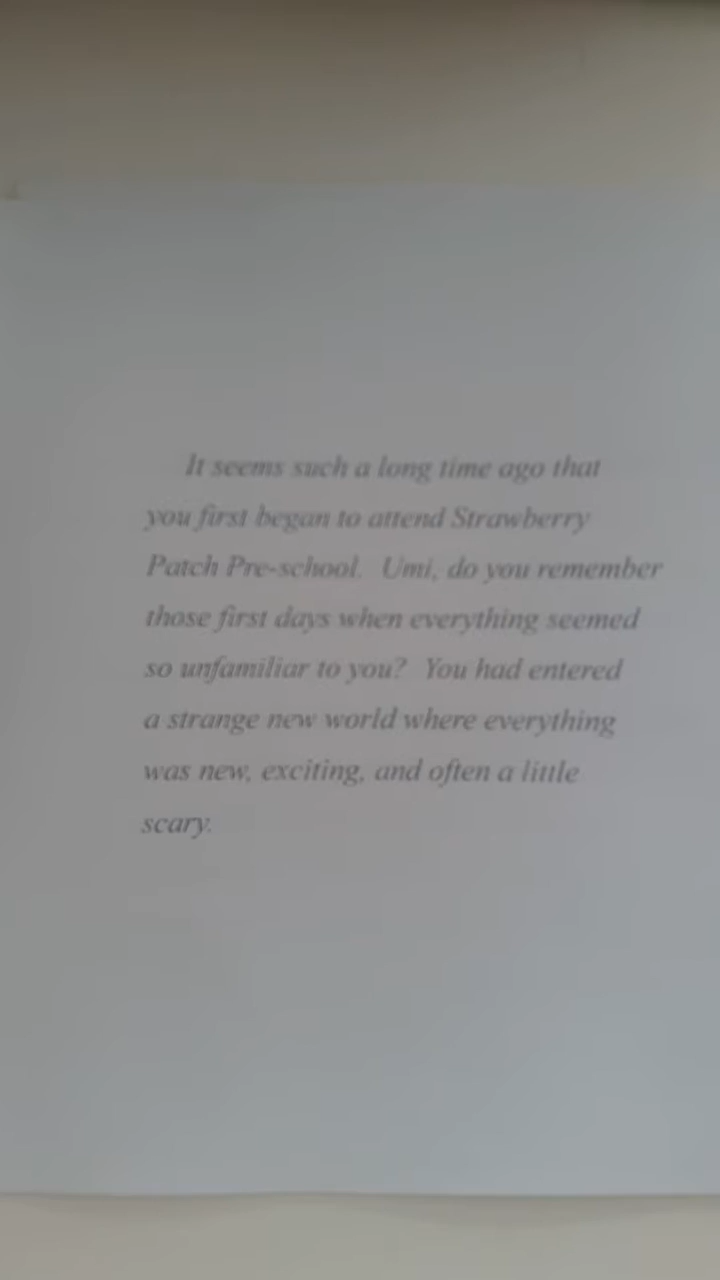 It seems such a long time ago that
you first began to attend Strawberry
Patch Pre-school.  Umi, do you remember
those first days when everything seemed
so unfamiliar to you?  You had entered
a strange new world where everything
was new, exciting, and often a little
scary.